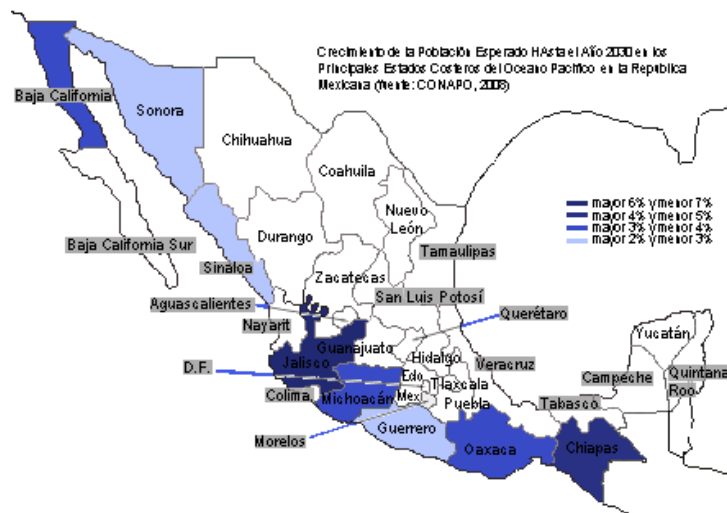 Crecimiento de la Población Esperado HAsta el Año 2030 en los
Principales Estados Costeros del Oceano Pacifico en la Republica
Mexicana (fuente: CONAPO, 2008)
Baja California
Sonora
Chihuahua
Coahuila
Nuevo
León
mayor 6% y menor 7%
mayor 4% y menor 5%
mayor 3% y menor 4%
mayor 2% y menor 3%
Durango
Baja California Sur
Tamaulipas
Sinaloa
Zacatecas
Aguascalientes
San Luis Potosí
Querétaro
Nayarit
Yucatán
Guanajuato
Hidalgo
Jalisco
D.F.
Veracruz
Campeche
Quintana
Roo
Edo
Mex
Tlaxcala
Colima
Michoacán
Puebla
Tabasco
Guerrero
Morelos
Oaxaca
Chiapas